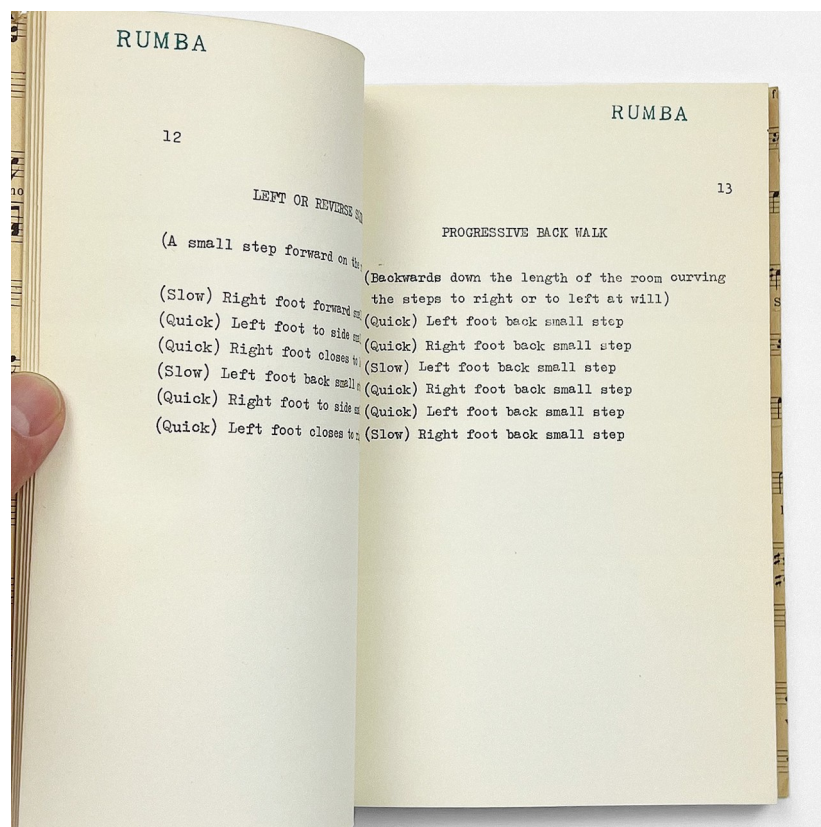 RUMBA
12
LEFT OR REVERSE
(A small step forward on the
(Slow) Right foot forward
(Quick) Left foot to side
(Quick) Right foot closes to
(Slow) Left foot back small
(Quick) Right foot to side
(Quick) Left foot closes to
RUMBA
13
PROGRESSIVE BACK WALK
(Backwards down the length of the room curving
the steps to right or to left at will)
(Quick) Left foot back small step
(Quick) Right foot back small step
(Slow) Left foot back small step
(Quick) Right foot back small step
(Quick) Left foot back small step
(Slow) Right foot back small step